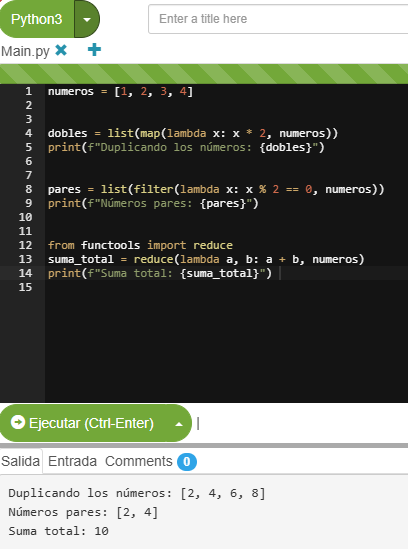 Python3
Enter a title here
Main.py
1 numeros = [1, 2, 3, 4]
2
3
4 dobles = list(map(lambda x: x * 2, numeros))
5 print(f"Duplicando los números: {dobles}")
6
7
8 pares = list(filter(lambda x: x % 2 == 0, numeros))
9 print(f"Números pares: {pares}")
10
11
12 from functools import reduce
13 suma_total = reduce(lambda a, b: a + b, numeros)
14 print(f"Suma total: {suma_total}")
15
Ejecutar (Ctrl-Enter)
Salida Entrada Comments 0
Duplicando los números: [2, 4, 6, 8]
Números pares: [2, 4]
Suma total: 10